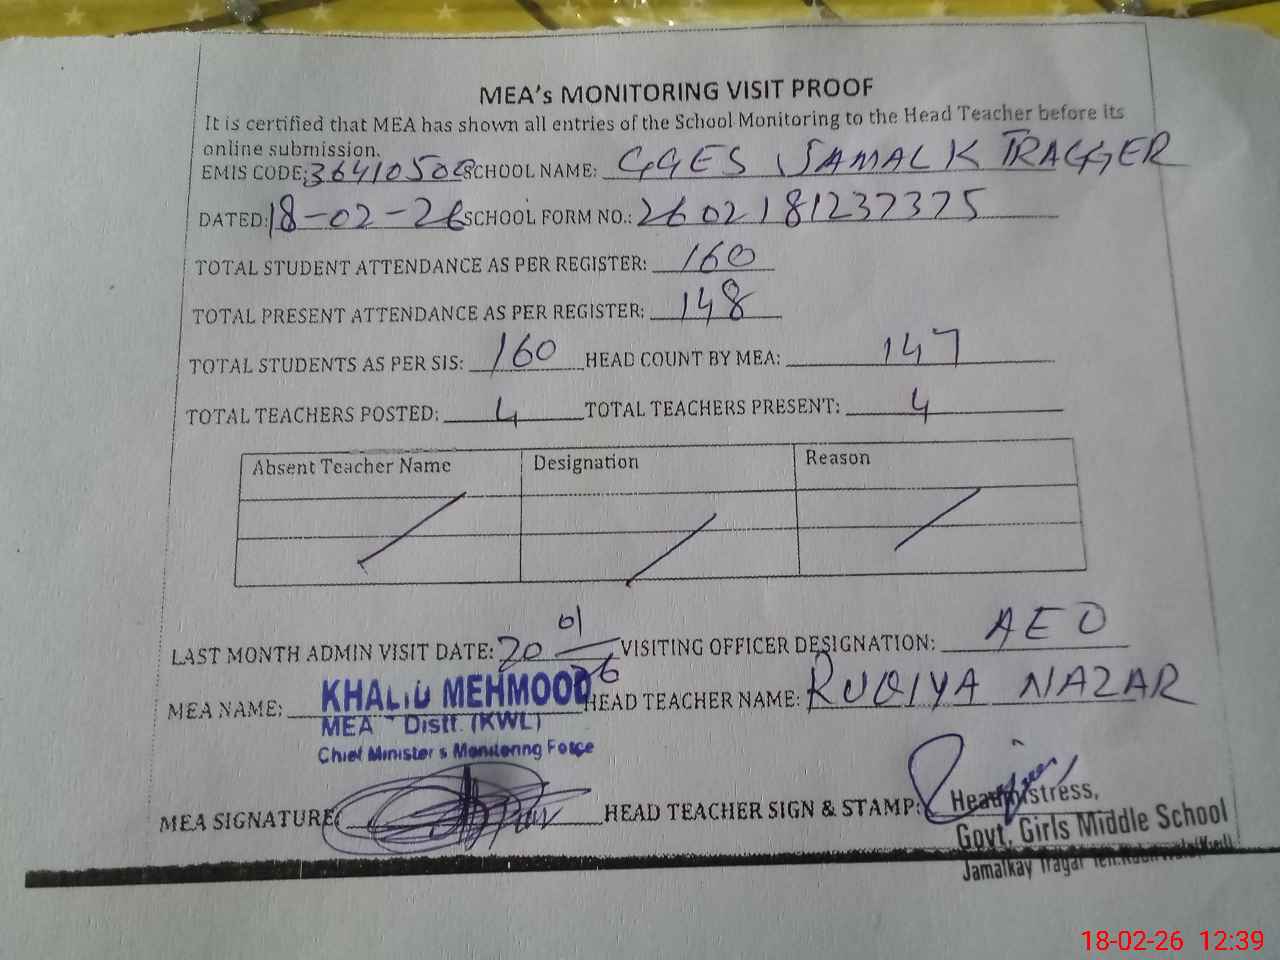 MEA's MONITORING VISIT PROOF
It is certified that MEA has shown all entries of the School Monitoring to the Head Teacher before its
online submission.
EMIS CODE: 36410508 SCHOOL NAME: GGES JAMALK TRAGGER
DATED: 18-02-26 SCHOOL FORM NO.: 2602181237375
TOTAL STUDENT ATTENDANCE AS PER REGISTER: 160
TOTAL PRESENT ATTENDANCE AS PER REGISTER: 148
TOTAL STUDENTS AS PER SIS: 160 HEAD COUNT BY MEA: 147
TOTAL TEACHERS POSTED: 4 TOTAL TEACHERS PRESENT: 4
Absent Teacher Name Designation Reason
LAST MONTH ADMIN VISIT DATE: 20/01/26 VISITING OFFICER DESIGNATION: AEO
MEA NAME: KHALID MEHMOOD HEAD TEACHER NAME: RUQIYA NAZAR
MEA Distt. (KWL)
Chief Minister's Monitoring Force
MEA SIGNATURE: HEAD TEACHER SIGN & STAMP: Headmistress,
Govt. Girls Middle School
Jamalkay Tragar
18-02-26 12:39